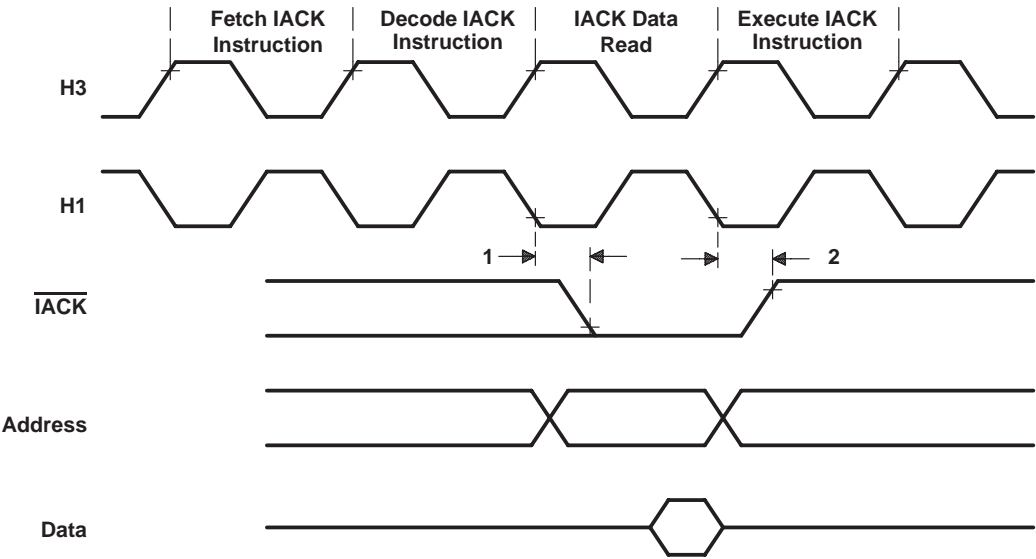 Fetch IACK
Instruction
Decode IACK
Instruction
IACK Data
Read
Execute IACK
Instruction
H3
H1
1
2
IACK
Address
Data